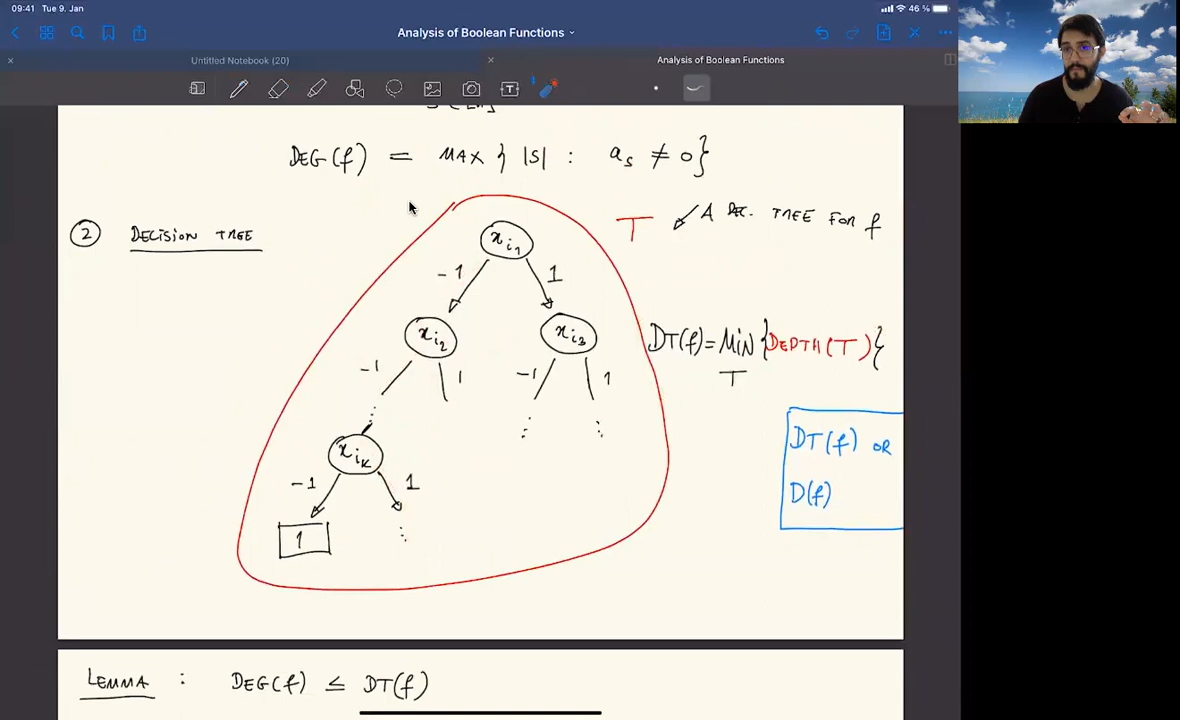 09:41 Tue 9. Jan
46 %
Analysis of Boolean Functions
Untitled Notebook (20)
Analysis of Boolean Functions
DEG(f) = MAX { |S| : a_S ≠ 0}
② DECISION TREE
T
A DEC. TREE FOR f
x_{i_1}
-1 1
x_{i_2} x_{i_3}
-1 1 -1 1
DT(f) = MIN {DEPTH(T)}
T
x_{i_k}
-1 1
1
DT(f) OR
D(f)
LEMMA : DEG(f) ≤ DT(f)